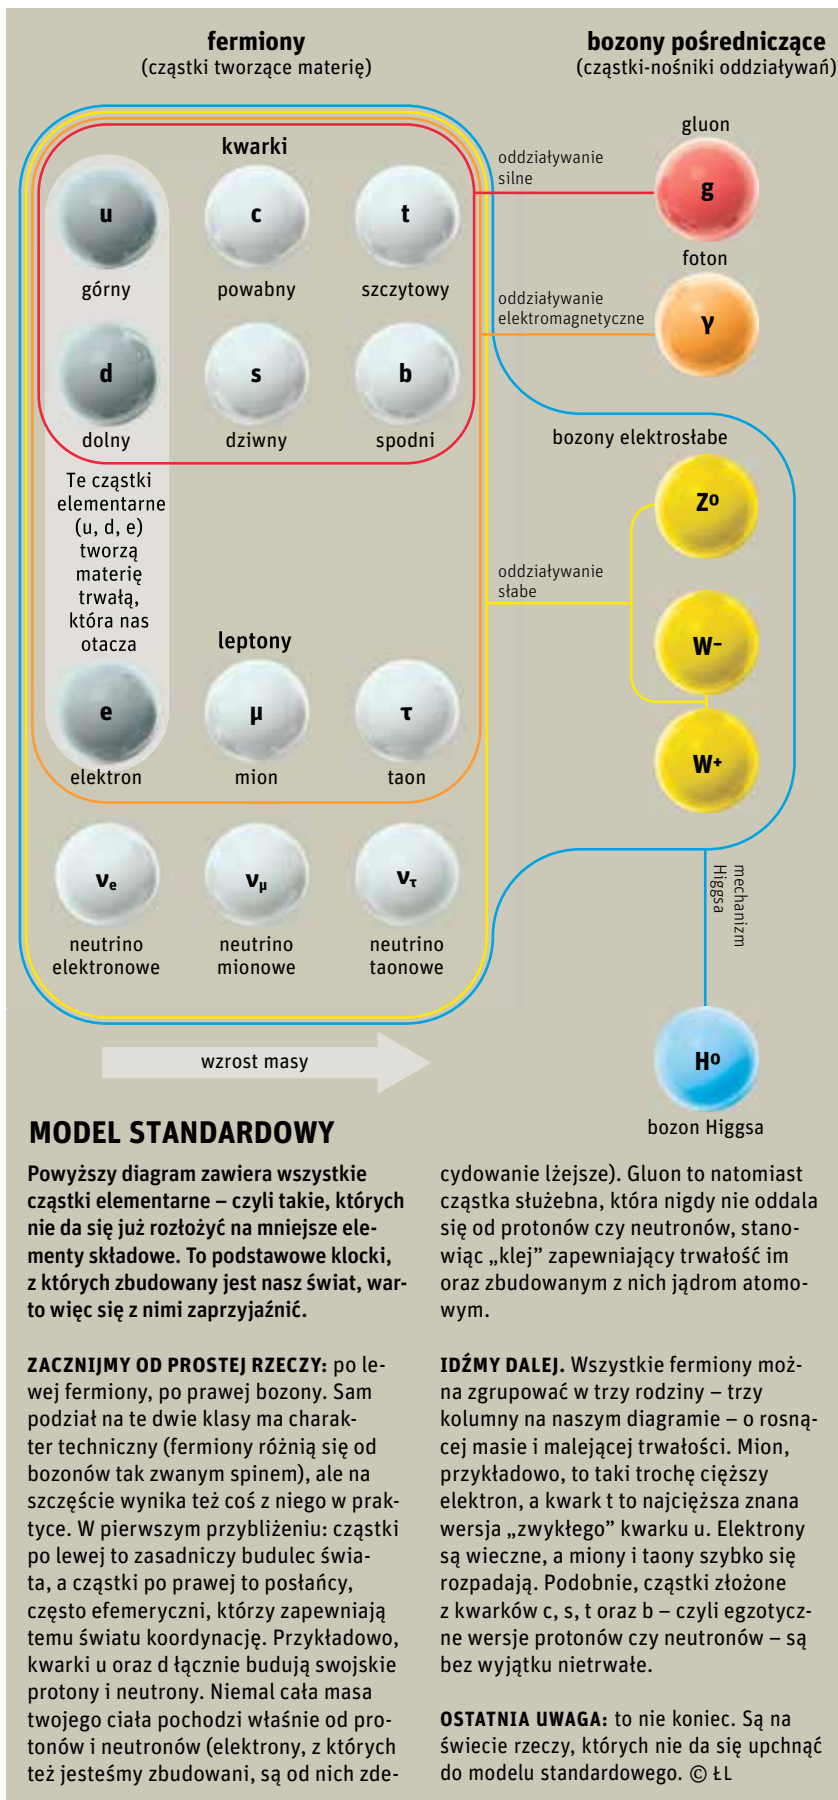 fermiony
(cząstki tworzące materię)
bozony pośredniczące
(cząstki-nośniki oddziaływań)
kwarki
u
górny
c
powabny
t
szczytowy
d
dolny
s
dziwny
b
spodni
Te cząstki
elementarne
(u, d, e)
tworzą
materię
trwałą,
która nas
otacza
leptony
e
elektron
μ
mion
τ
taon
νe
neutrino
elektronowe
νμ
neutrino
mionowe
ντ
neutrino
taonowe
wzrost masy
oddziaływanie
silne
gluon
g
oddziaływanie
elektromagnetyczne
foton
γ
bozony elektrosłabe
oddziaływanie
słabe
Z⁰
W⁻
W⁺
mechanizm
Higgsa
H⁰
bozon Higgsa
MODEL STANDARDOWY
Powyższy diagram zawiera wszystkie
cząstki elementarne – czyli takie, których
nie da się już rozłożyć na mniejsze ele-
menty składowe. To podstawowe klocki,
z których zbudowany jest nasz świat, war-
to więc się z nimi zaprzyjaźnić.
ZACZNIJMY OD PROSTEJ RZECZY: po le-
wej fermiony, po prawej bozony. Sam
podział na te dwie klasy ma charak-
ter techniczny (fermiony różnią się od
bozonów tak zwanym spinem), ale na
szczęście wynika też coś z niego w prak-
tyce. W pierwszym przybliżeniu: cząstki
po lewej to zasadniczy budulec świa-
ta, a cząstki po prawej to posłańcy,
często efemeryczni, którzy zapewniają
temu światu koordynację. Przykładowo,
kwarki u oraz d łącznie budują swojskie
protony i neutrony. Niemal cała masa
twojego ciała pochodzi właśnie od pro-
tonów i neutronów (elektrony, z których
też jesteśmy zbudowani, są od nich zde-
cydowanie lżejsze). Gluon to natomiast
cząstka służebna, która nigdy nie oddala
się od protonów czy neutronów, stano-
wiąc „klej” zapewniający trwałość im
oraz zbudowanym z nich jądrom atomo-
wym.
IDŹMY DALEJ. Wszystkie fermiony moż-
na zgrupować w trzy rodziny – trzy
kolumny na naszym diagramie – o rosną-
cej masie i malejącej trwałości. Mion,
przykładowo, to taki trochę cięższy
elektron, a kwark t to najcięższa znana
wersja „zwykłego” kwarku u. Elektrony
są wieczne, a miony i taony szybko się
rozpadają. Podobnie, cząstki złożone
z kwarków c, s, t oraz b – czyli egzotycz-
ne wersje protonów czy neutronów – są
bez wyjątku nietrwałe.
OSTATNIA UWAGA: to nie koniec. Są na
świecie rzeczy, których nie da się upchnąć
do modelu standardowego. © ŁL